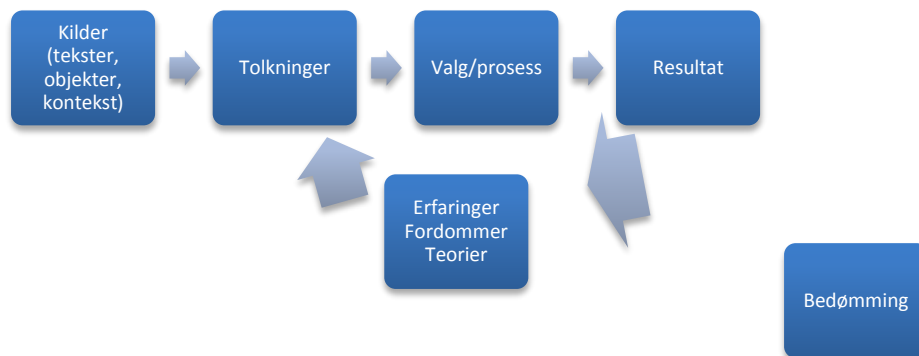 Kilder
(tekster,
objekter,
kontekst)
Tolkninger
Valg/prosess
Resultat
Erfaringer
Fordommer
Teorier
Bedømming